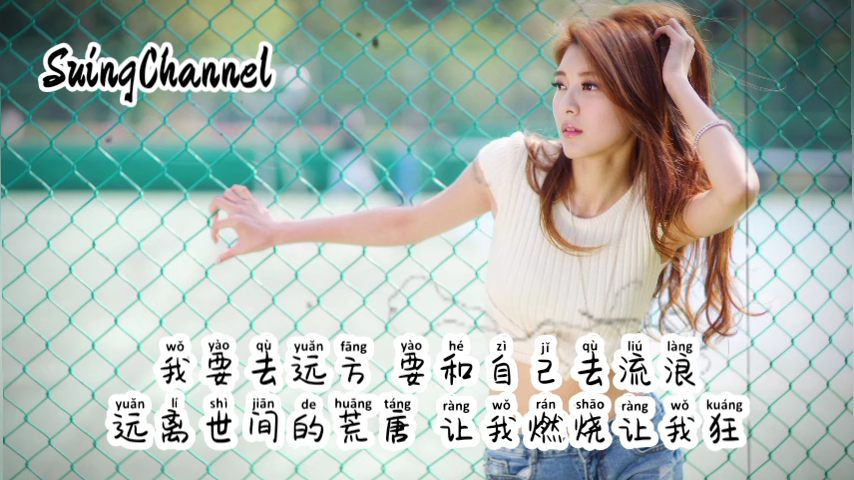 SuingChannel
wǒ yào qù yuǎn fāng yào hé zì jǐ qù liú làng
我要去远方 要和自己去流浪
yuǎn lí shì jiān de huāng táng ràng wǒ rán shāo ràng wǒ kuáng
远离世间的荒唐 让我燃烧让我狂